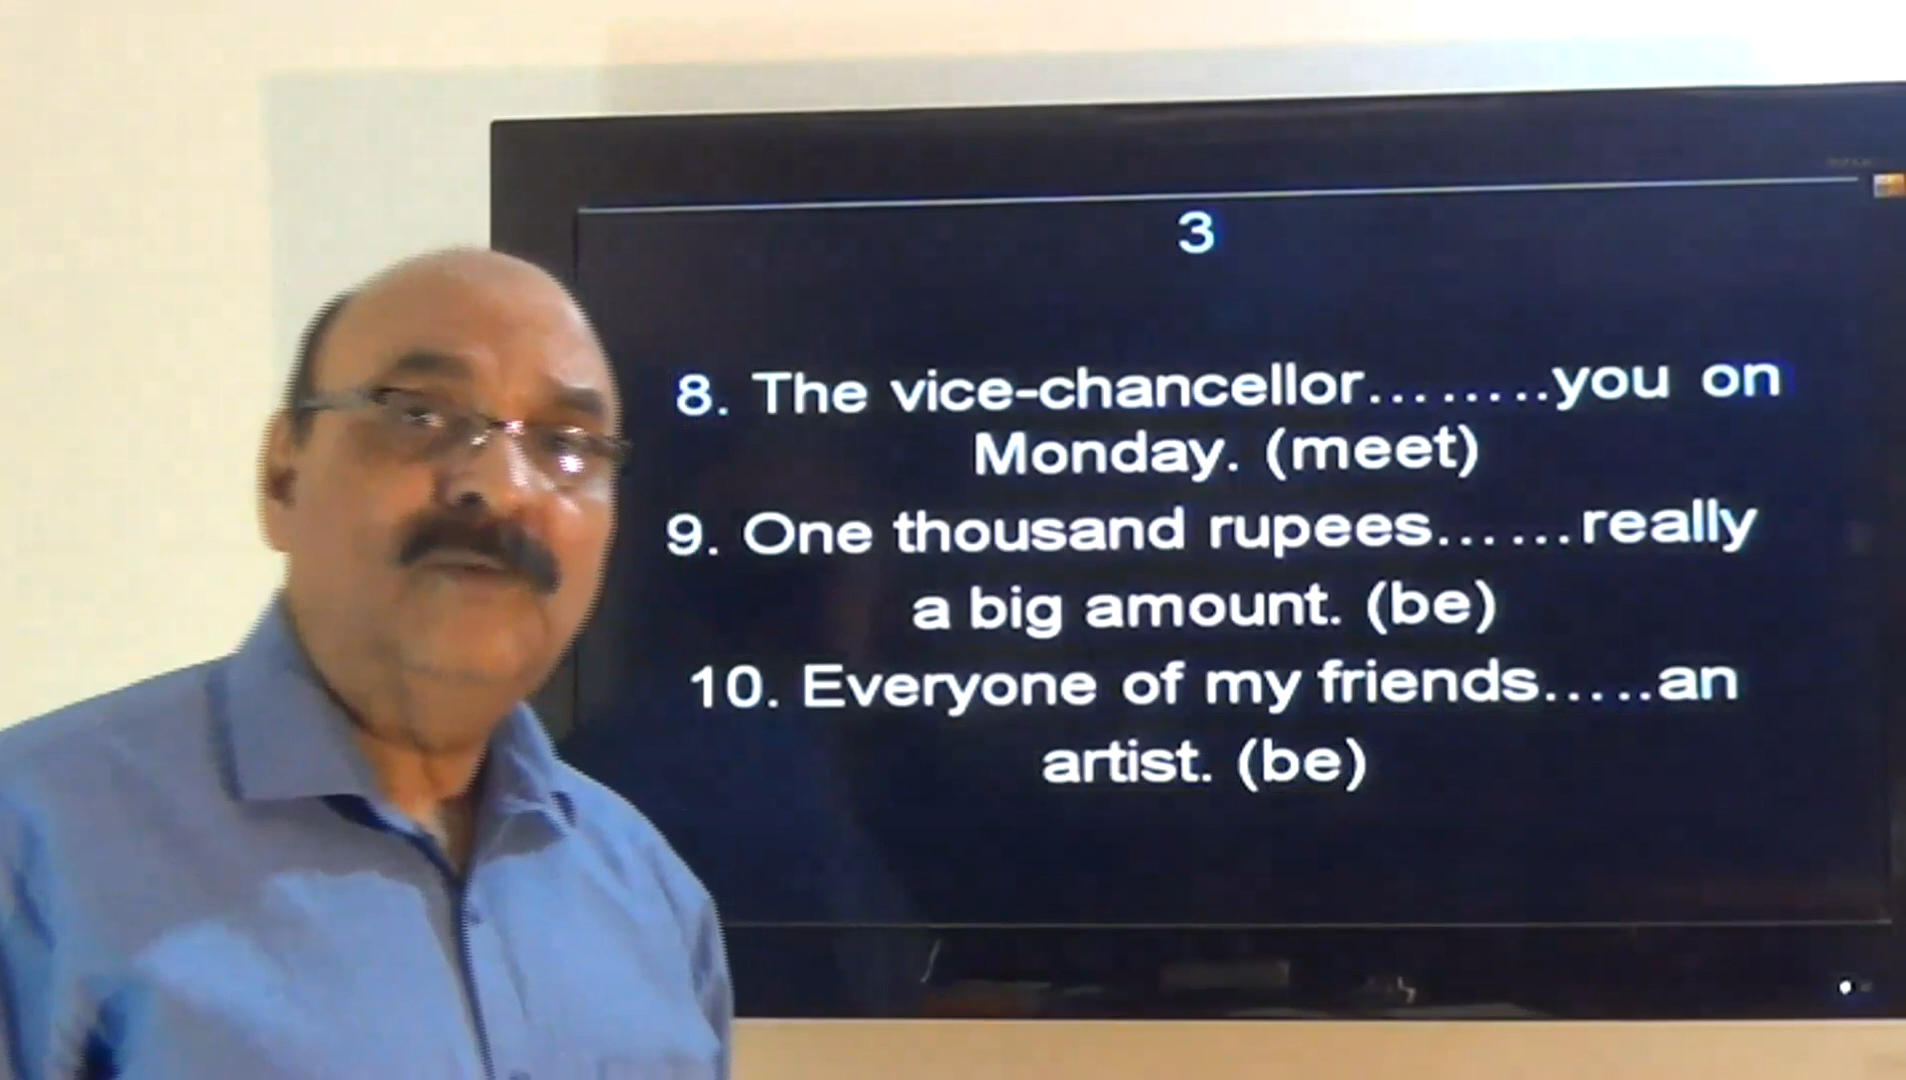 3
8. The vice-chancellor………you on
Monday. (meet)
9. One thousand rupees……really
a big amount. (be)
10. Everyone of my friends…..an
artist. (be)